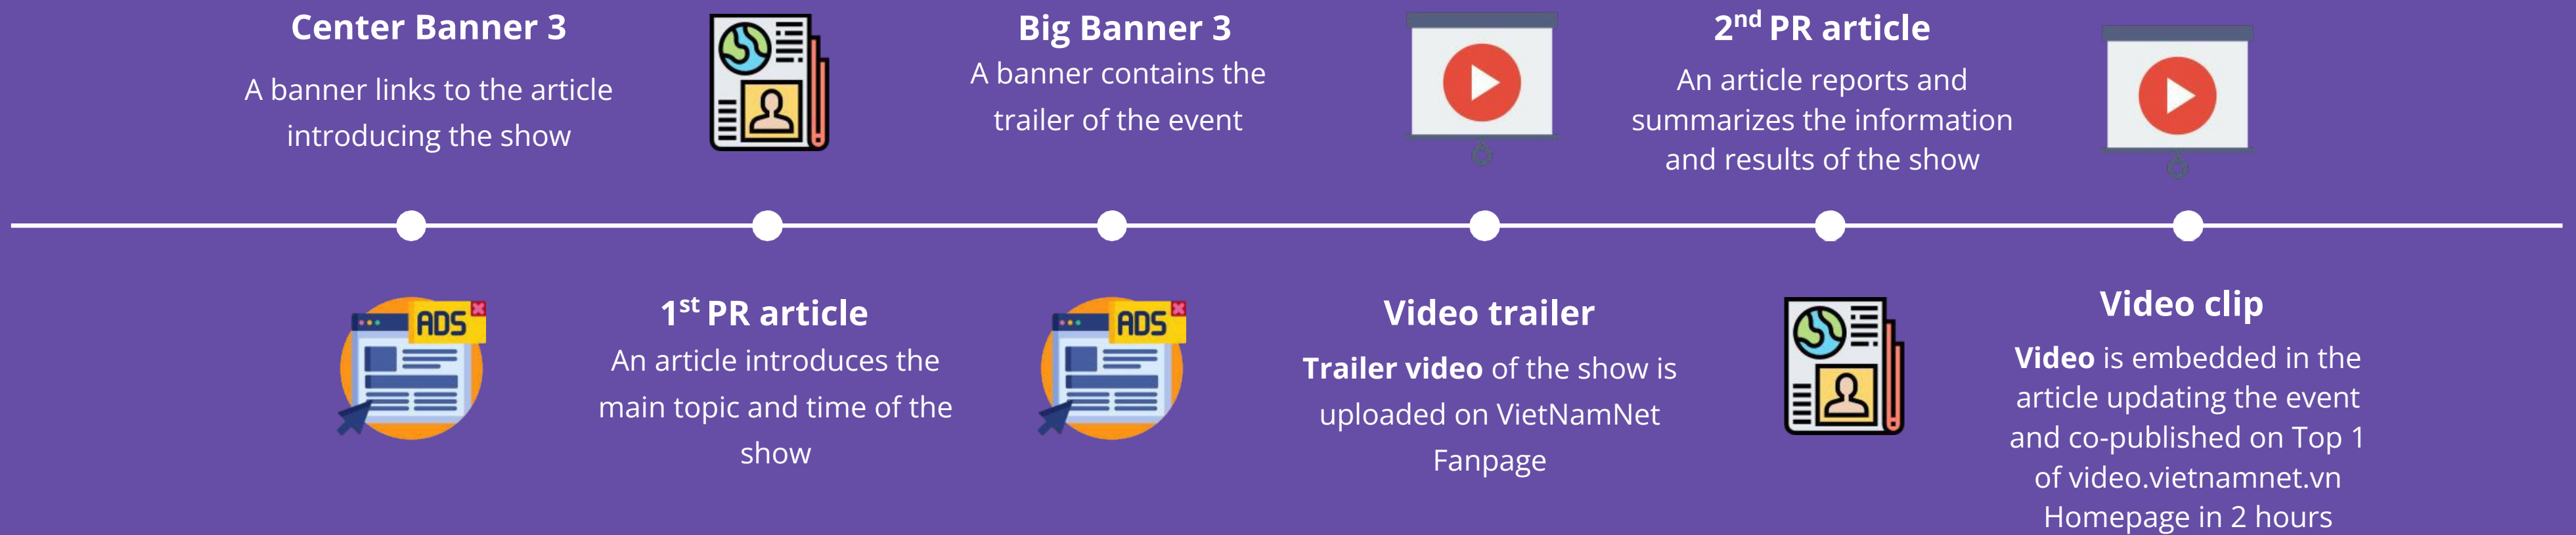 Center Banner 3
A banner links to the article
introducing the show
ADS
1st PR article
An article introduces the
main topic and time of the
show
Big Banner 3
A banner contains the
trailer of the event
ADS
Video trailer
Trailer video of the show is
uploaded on VietNamNet
Fanpage
2nd PR article
An article reports and
summarizes the information
and results of the show
Video clip
Video is embedded in the
article updating the event
and co-published on Top 1
of video.vietnamnet.vn
Homepage in 2 hours